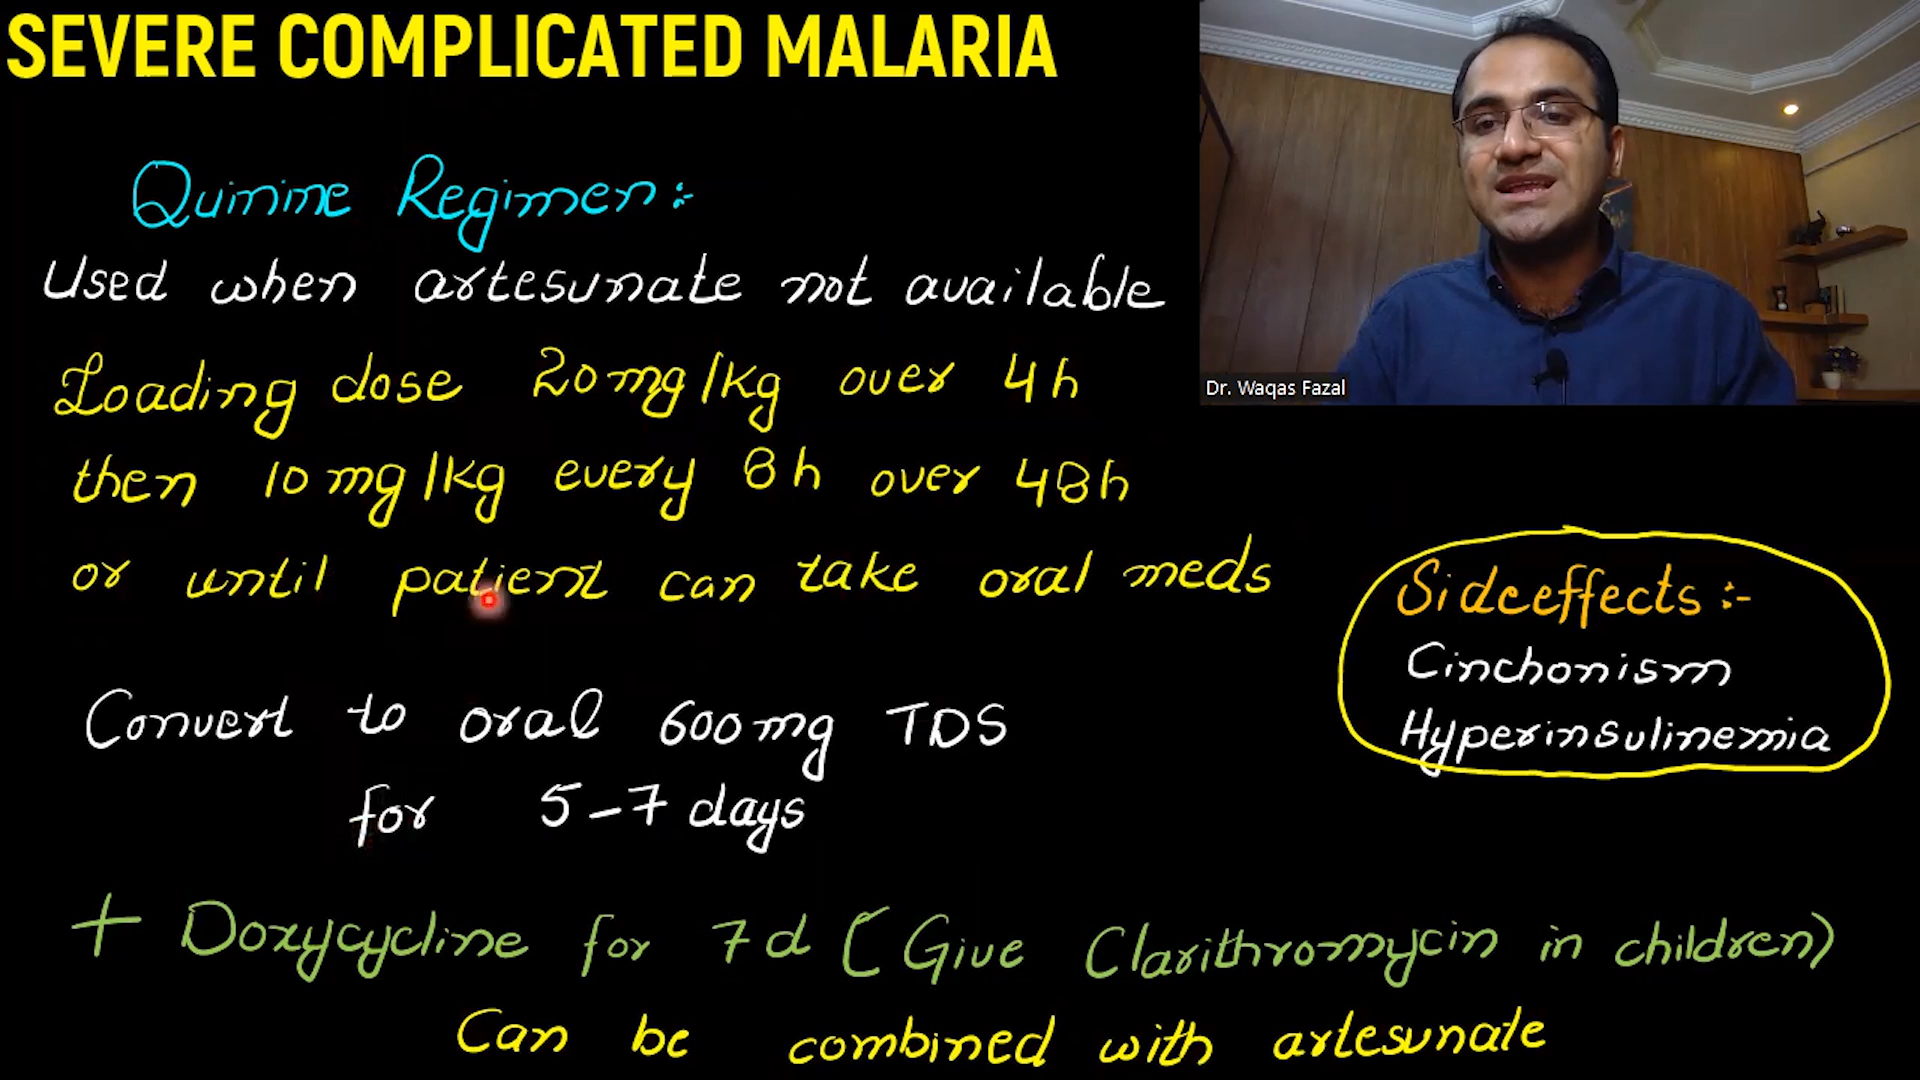 SEVERE COMPLICATED MALARIA
Quinine Regimen:-
Used when artesunate not available
Loading dose 20mg/kg over 4h
then 10mg/kg every 8h over 48h
or until patient can take oral meds
Convert to oral 600mg TDS
for 5-7 days
+ Doxycycline for 7d (Give Clarithromycin in children)
Can be combined with artesunate
Sideeffects :-
Cinchonism
Hyperinsulinemia
Dr. Waqas Fazal